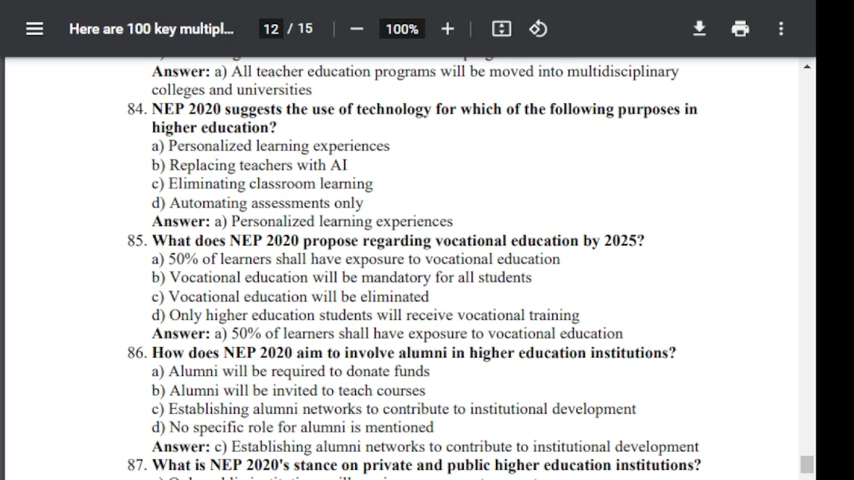 Here are 100 key multipl... 12 / 15 100%
Answer: a) All teacher education programs will be moved into multidisciplinary
colleges and universities
84. NEP 2020 suggests the use of technology for which of the following purposes in
higher education?
a) Personalized learning experiences
b) Replacing teachers with AI
c) Eliminating classroom learning
d) Automating assessments only
Answer: a) Personalized learning experiences
85. What does NEP 2020 propose regarding vocational education by 2025?
a) 50% of learners shall have exposure to vocational education
b) Vocational education will be mandatory for all students
c) Vocational education will be eliminated
d) Only higher education students will receive vocational training
Answer: a) 50% of learners shall have exposure to vocational education
86. How does NEP 2020 aim to involve alumni in higher education institutions?
a) Alumni will be required to donate funds
b) Alumni will be invited to teach courses
c) Establishing alumni networks to contribute to institutional development
d) No specific role for alumni is mentioned
Answer: c) Establishing alumni networks to contribute to institutional development
87. What is NEP 2020's stance on private and public higher education institutions?